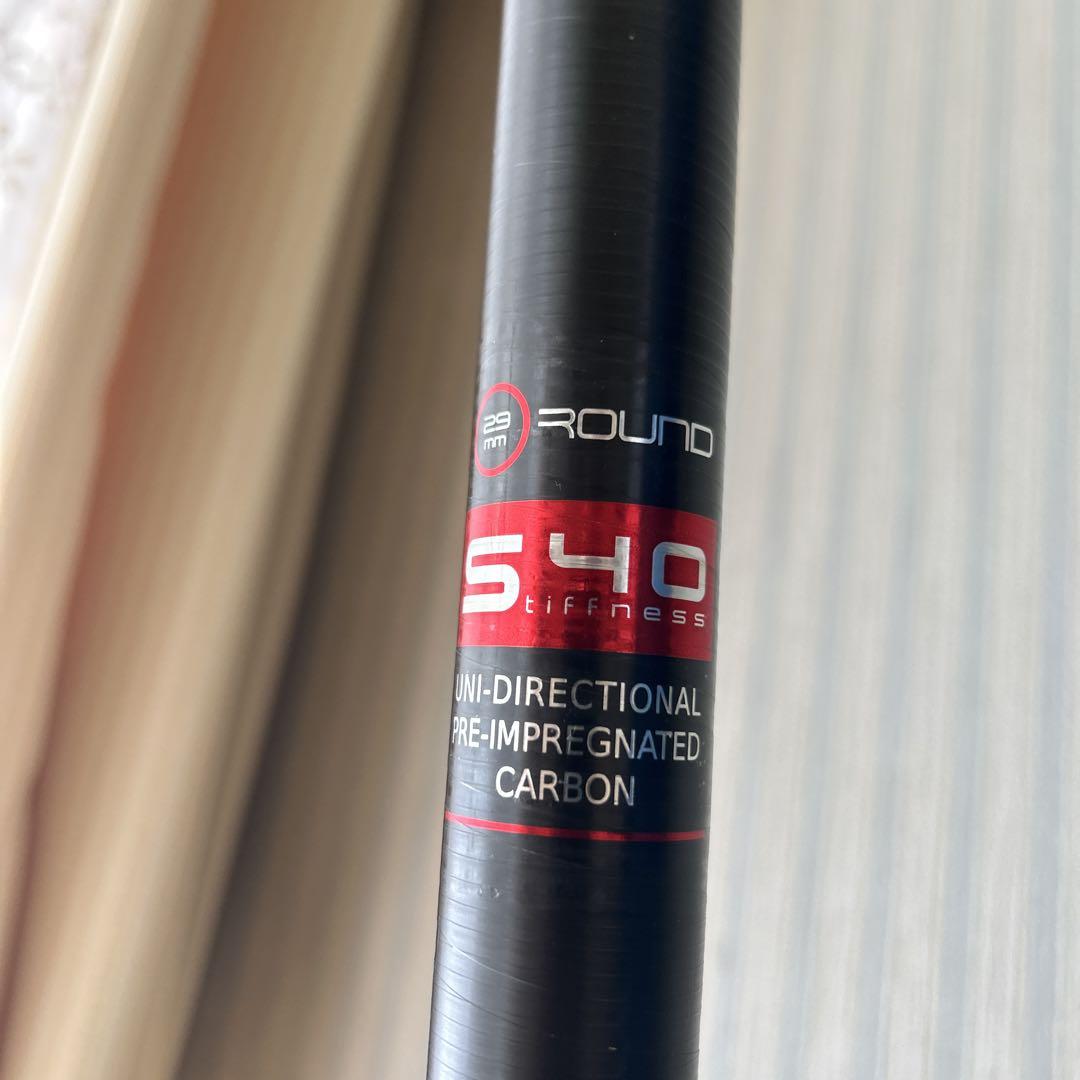 29 mm ROUND
S40
tiffness
UNI-DIRECTIONAL
PRE-IMPREGNATED
CARBON